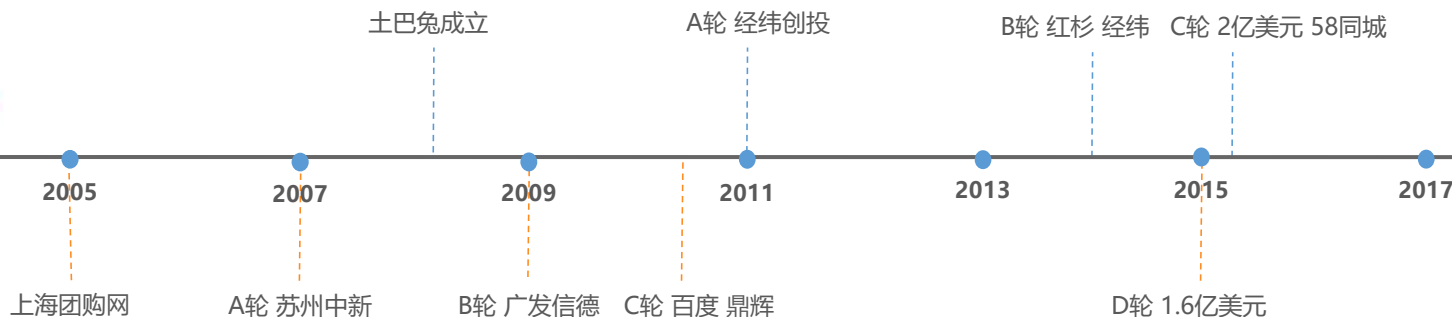 土巴兔成立
A轮 经纬创投
B轮 红杉 经纬
C轮 2亿美元 58同城
2005
2007
2009
2011
2013
2015
2017
上海团购网
A轮 苏州中新
B轮 广发信德
C轮 百度 鼎辉
D轮 1.6亿美元